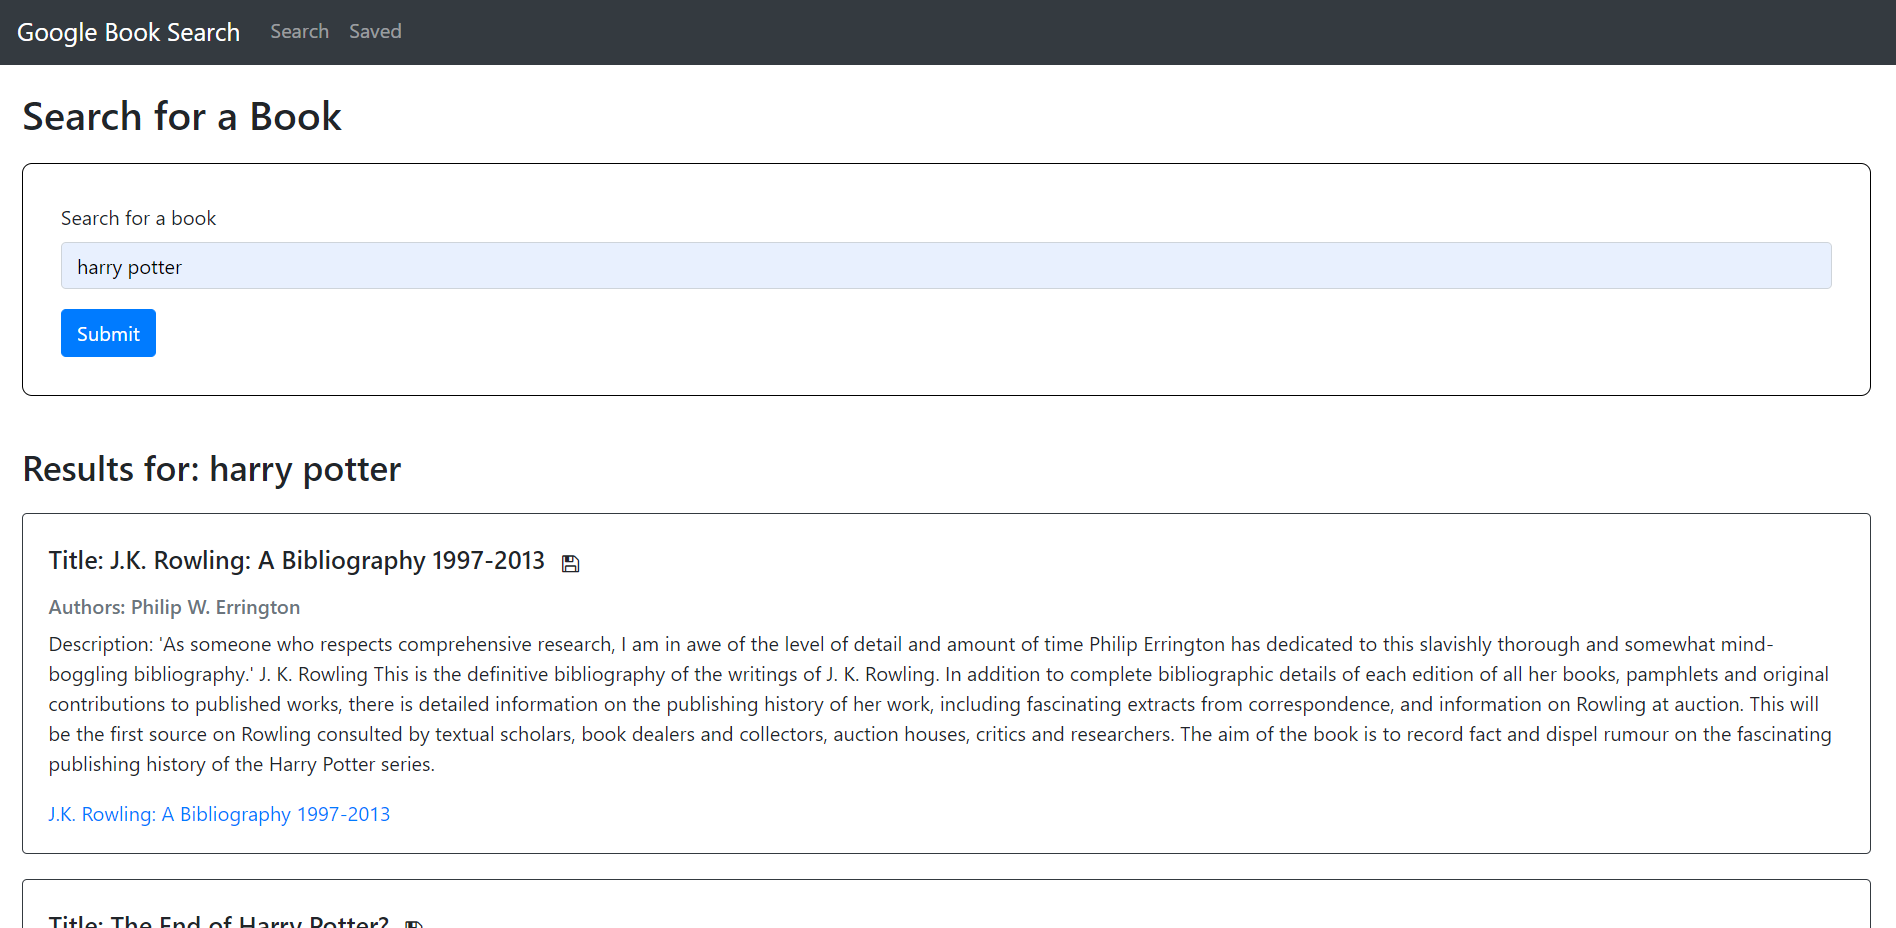 Google Book Search Search Saved
Search for a Book
Search for a book
harry potter
Submit
Results for: harry potter
Title: J.K. Rowling: A Bibliography 1997-2013
Authors: Philip W. Errington
Description: 'As someone who respects comprehensive research, I am in awe of the level of detail and amount of time Philip Errington has dedicated to this slavishly thorough and somewhat mind-
boggling bibliography.' J. K. Rowling This is the definitive bibliography of the writings of J. K. Rowling. In addition to complete bibliographic details of each edition of all her books, pamphlets and original
contributions to published works, there is detailed information on the publishing history of her work, including fascinating extracts from correspondence, and information on Rowling at auction. This will
be the first source on Rowling consulted by textual scholars, book dealers and collectors, auction houses, critics and researchers. The aim of the book is to record fact and dispel rumour on the fascinating
publishing history of the Harry Potter series.
J.K. Rowling: A Bibliography 1997-2013
Title: The End of Harry Potter?